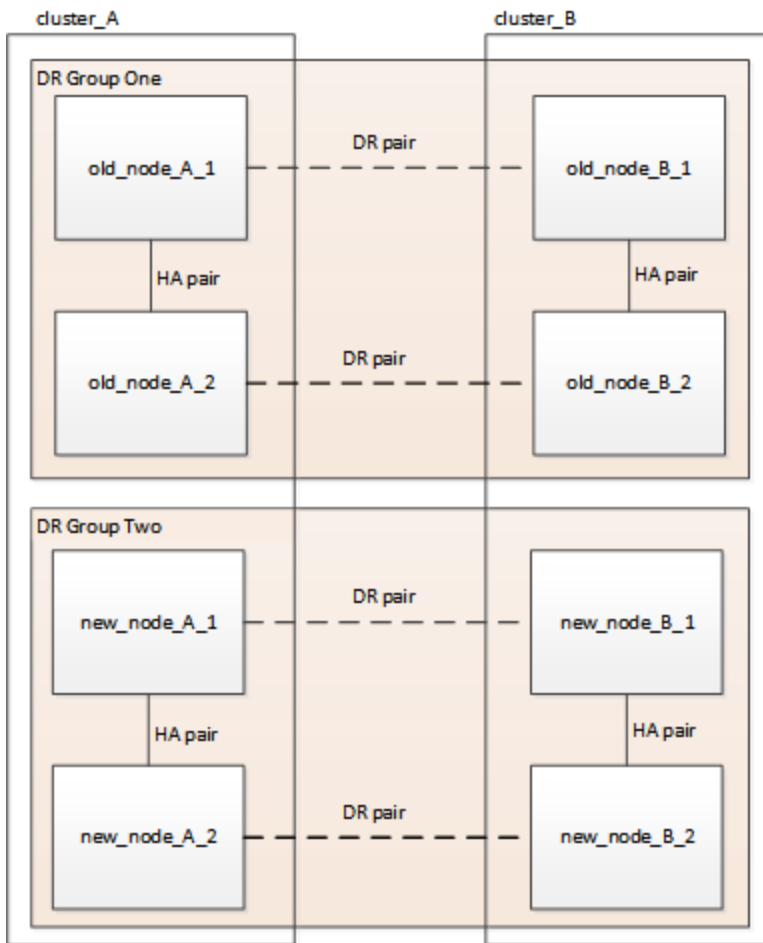 cluster_A
cluster_B
DR Group One
old_node_A_1
DR pair
old_node_B_1
HA pair
HA pair
old_node_A_2
DR pair
old_node_B_2
DR Group Two
new_node_A_1
DR pair
new_node_B_1
HA pair
HA pair
new_node_A_2
DR pair
new_node_B_2